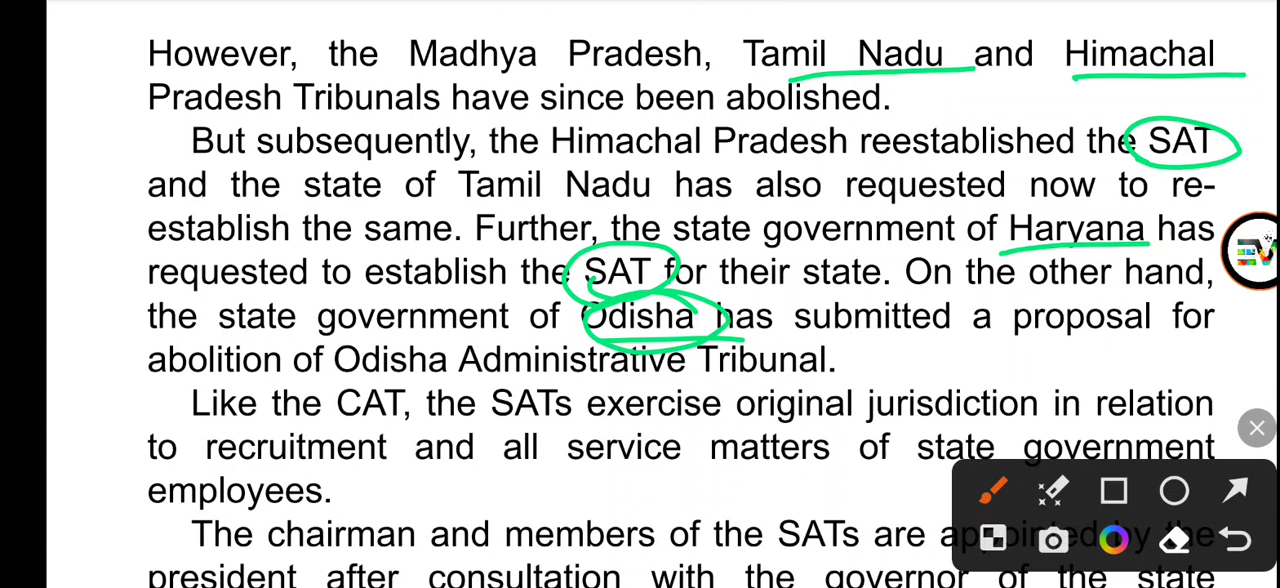 However, the Madhya Pradesh, Tamil Nadu and Himachal
Pradesh Tribunals have since been abolished.
But subsequently, the Himachal Pradesh reestablished the SAT
and the state of Tamil Nadu has also requested now to re-
establish the same. Further, the state government of Haryana has
requested to establish the SAT for their state. On the other hand,
the state government of Odisha has submitted a proposal for
abolition of Odisha Administrative Tribunal.
Like the CAT, the SATs exercise original jurisdiction in relation
to recruitment and all service matters of state government
employees.
The chairman and members of the SATs are appointed by the
president after consultation with the governor of the state
EV